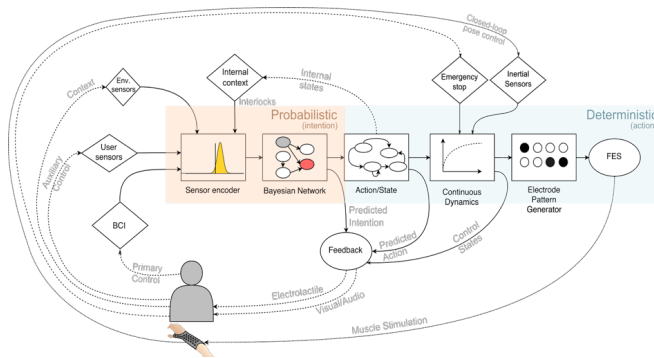 Closed-loop
pose control
Context
Env.
sensors
Internal
context
Internal
states
Emergency
stop
Inertial
Sensors
Interlocks
Probabilistic
(intention)
Deterministic
(action
Auxiliary
Control
User
sensors
FES
Sensor encoder
Bayesian Network
Action/State
Continuous
Dynamics
Electrode
Pattern
Generator
BCI
Predicted
Intention
Predicted
Action
Control
States
Feedback
Primary
Control
Electrolactile
Visual/Audio
Muscle Stimulation